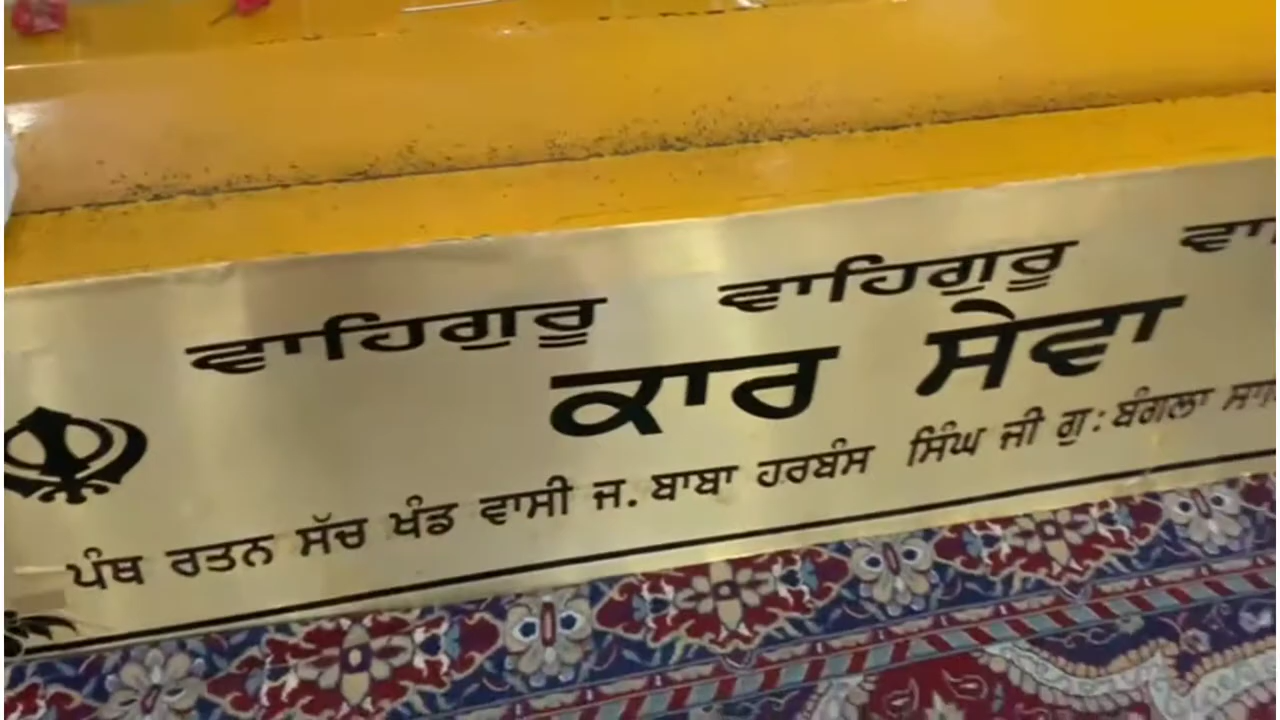 ਵਾਹਿਗੁਰੂ ਵਾਹਿਗੁਰੂ
ਕਾਰ ਸੇਵਾ
ਪੰਥ ਰਤਨ ਸੱਚ ਖੰਡ ਵਾਸੀ ਜ. ਬਾਬਾ ਹਰਬੰਸ ਸਿੰਘ ਜੀ ਗੁ: ਬੰਗਲਾ